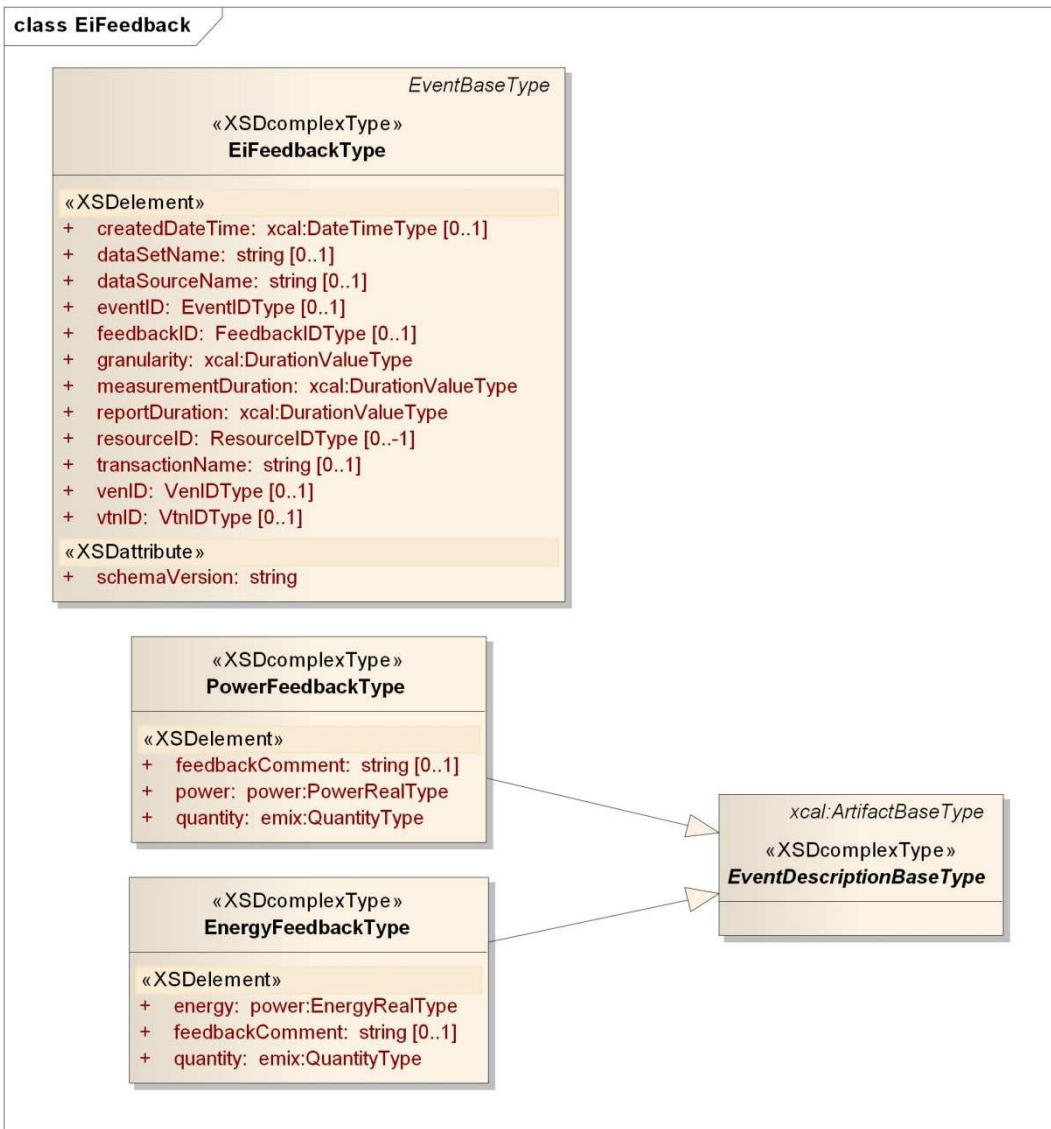 class EiFeedback
EventBaseType
«XSDcomplexType»
EiFeedbackType
«XSDelement»
+ createdDateTime: xcal:DateTimeType [0..1]
+ dataSetName: string [0..1]
+ dataSourceName: string [0..1]
+ eventID: EventIDType [0..1]
+ feedbackID: FeedbackIDType [0..1]
+ granularity: xcal:DurationValueType
+ measurementDuration: xcal:DurationValueType
+ reportDuration: xcal:DurationValueType
+ resourceID: ResourceIDType [0..-1]
+ transactionName: string [0..1]
+ venID: VenIDType [0..1]
+ vtnID: VtnIDType [0..1]
«XSDattribute»
+ schemaVersion: string
«XSDcomplexType»
PowerFeedbackType
«XSDelement»
+ feedbackComment: string [0..1]
+ power: power:PowerRealType
+ quantity: emix:QuantityType
xcal:ArtifactBaseType
«XSDcomplexType»
EventDescriptionBaseType
«XSDcomplexType»
EnergyFeedbackType
«XSDelement»
+ energy: power:EnergyRealType
+ feedbackComment: string [0..1]
+ quantity: emix:QuantityType